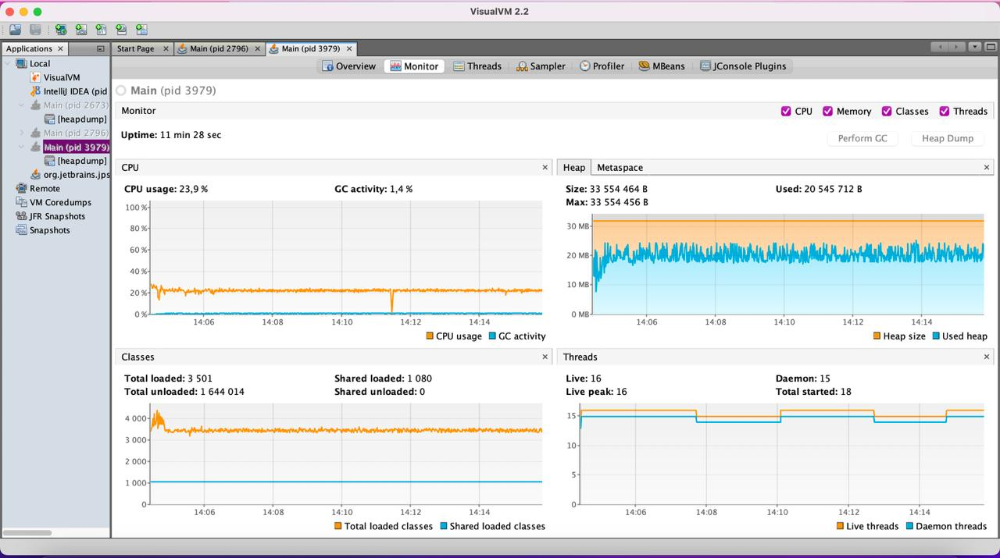 VisualVM 2.2
Applications
Start Page
Main (pid 2796)
Main (pid 3979)
Local
VisualVM
IntelliJ IDEA (pid
Main (pid 2673)
[heapdump]
Main (pid 2796)
Main (pid 3979)
[heapdump]
org.jetbrains.jps
Remote
VM Coredumps
JFR Snapshots
Snapshots
Overview Monitor Threads Sampler Profiler MBeans JConsole Plugins
Main (pid 3979)
Monitor
CPU Memory Classes Threads
Uptime: 11 min 28 sec
Perform GC Heap Dump
CPU
CPU usage: 23,9 % GC activity: 1,4 %
100 %
80 %
60 %
40 %
20 %
0 %
14:06 14:08 14:10 14:12 14:14
CPU usage GC activity
Heap Metaspace
Size: 33 554 464 B Used: 20 545 712 B
Max: 33 554 456 B
30 MB
20 MB
10 MB
0 MB
14:06 14:08 14:10 14:12 14:14
Heap size Used heap
Classes
Total loaded: 3 501 Shared loaded: 1 080
Total unloaded: 1 644 014 Shared unloaded: 0
4 000
3 000
2 000
1 000
0
14:06 14:08 14:10 14:12 14:14
Total loaded classes Shared loaded classes
Threads
Live: 16 Daemon: 15
Live peak: 16 Total started: 18
15
10
5
0
14:06 14:08 14:10 14:12 14:14
Live threads Daemon threads